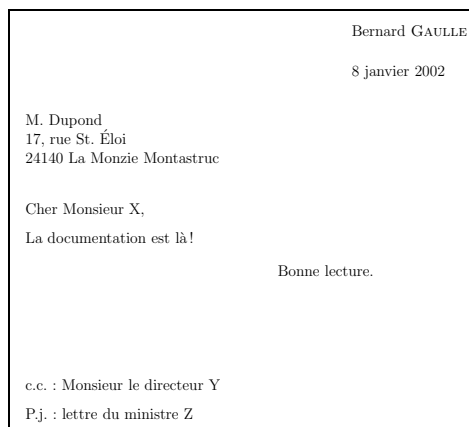 Bernard GAULLE
8 janvier 2002
M. Dupond
17, rue St. Éloi
24140 La Monzie Montastruc
Cher Monsieur X,
La documentation est là !
Bonne lecture.
c.c. : Monsieur le directeur Y
P.j. : lettre du ministre Z